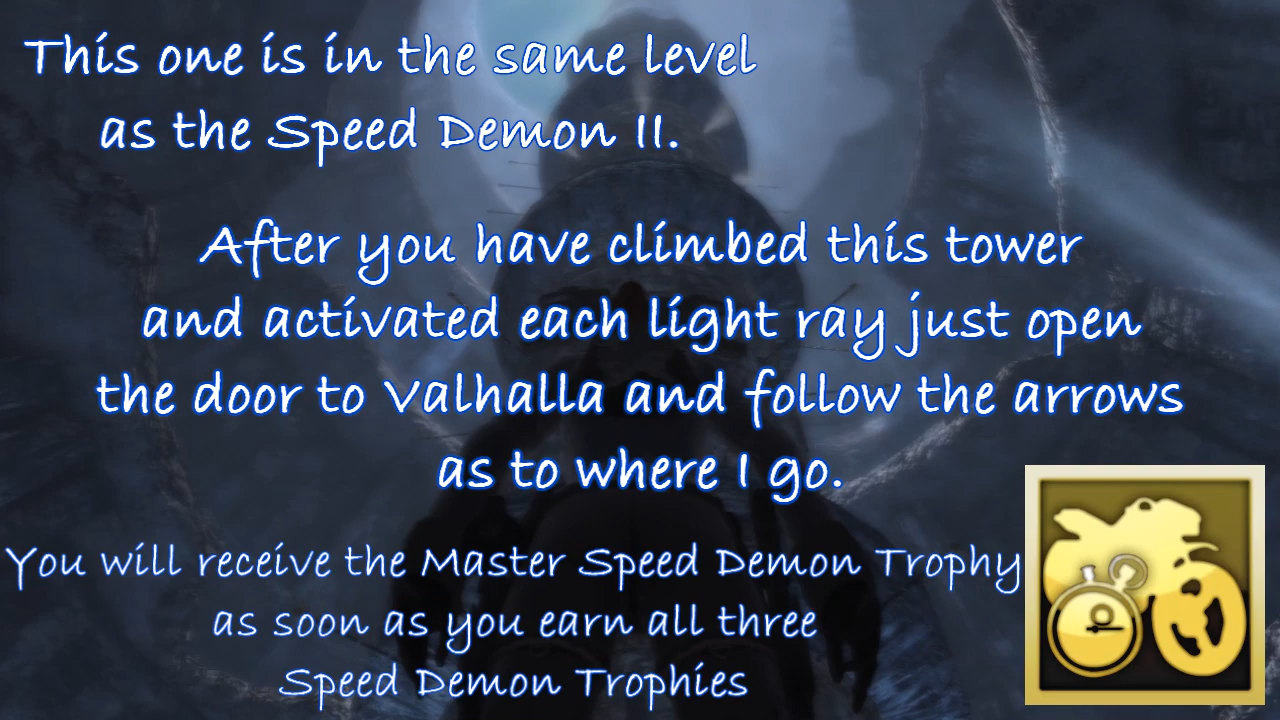 This one is in the same level
as the Speed Demon II.
After you have climbed this tower
and activated each light ray just open
the door to Valhalla and follow the arrows
as to where I go.
You will receive the Master Speed Demon Trophy
as soon as you earn all three
Speed Demon Trophies